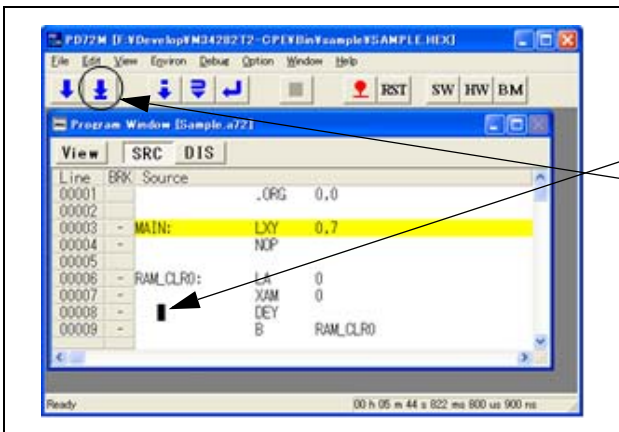 PD72M [F:¥Develop¥M34282T2-CPE¥Bin¥sample¥SAMPLE.HEX]
File Edit View Environ Debug Option Window Help
RST SW HW BM
Program Window [Sample.a72]
View SRC DIS
Line BRK Source
00001 .ORG 0,0
00002
00003 - MAIN: LXY 0,7
00004 - NOP
00005
00006 - RAM_CLR0: LA 0
00007 - XAM 0
00008 - DEY
00009 - B RAM_CLR0
Ready 00 h 05 m 44 s 822 ms 800 us 900 ns